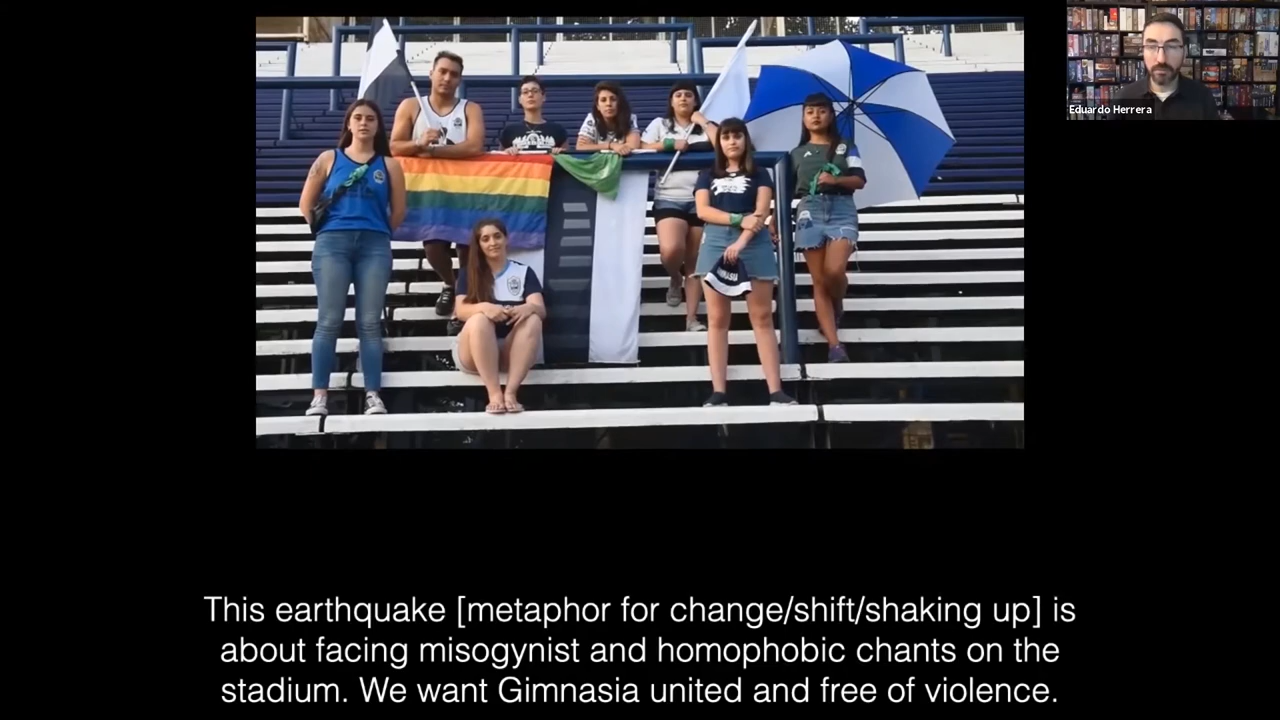 Eduardo Herrera
GIMNASIA
This earthquake [metaphor for change/shift/shaking up] is
about facing misogynist and homophobic chants on the
stadium. We want Gimnasia united and free of violence.